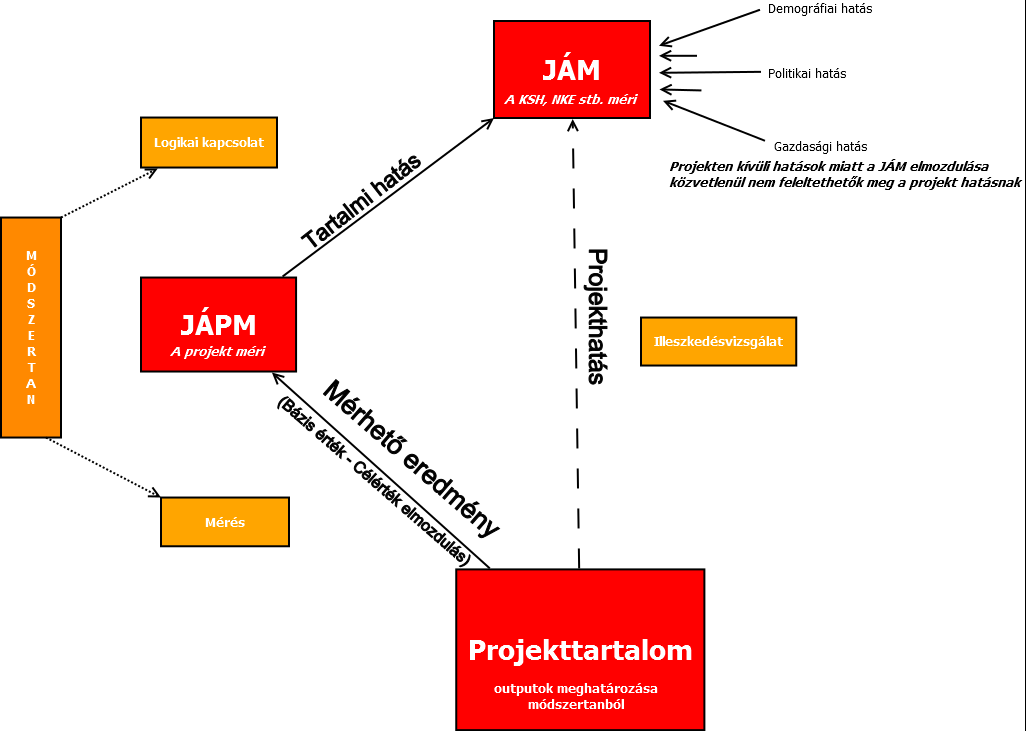 Demográfiai hatás
JÁM
A KSH, NKE stb. méri
Politikai hatás
Gazdasági hatás
Projekten kívüli hatások miatt a JÁM elmozdulása
közvetlenül nem feleltethetők meg a projekt hatásnak
Logikai kapcsolat
Tartalmi hatás
MÓDSZERTAN
JÁPM
A projekt méri
Projekthatás
Illeszkedésvizsgálat
Mérhető eredmény
(Bázis érték - Célérték elmozdulás)
Mérés
Projekttartalom
outputok meghatározása
módszertanból